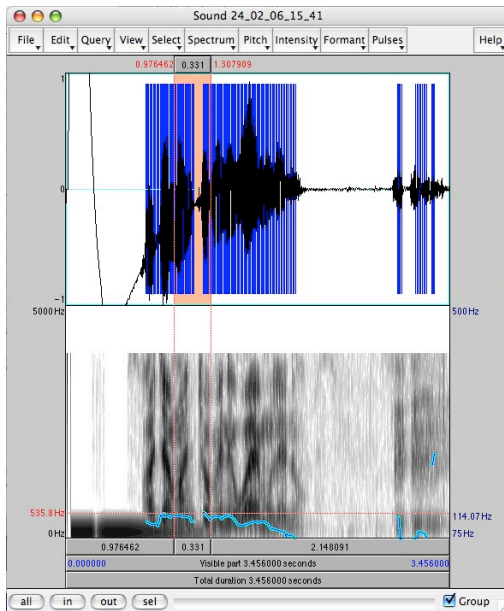 Sound 24_02_06_15_41
File Edit Query View Select Spectrum Pitch Intensity Formant Pulses Help
0.976462 0.331 1.307909
1
0
-1
5000 Hz 500 Hz
535.8 Hz 114.07 Hz
0 Hz 75 Hz
0.976462 0.331 2.148091
0.000000 Visible part 3.456000 seconds 3.456000
Total duration 3.456000 seconds
all in out sel Group